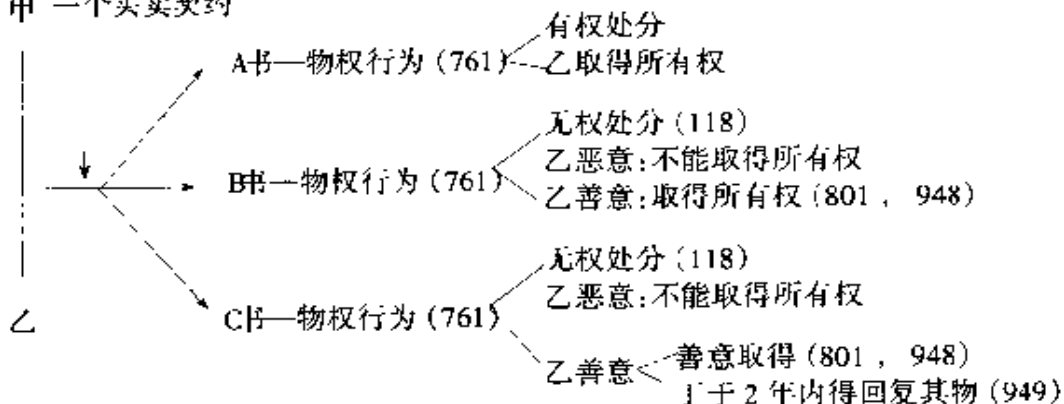 甲 一个买卖契约
有权处分
A书—物权行为 (761)
乙取得所有权
无权处分 (118)
乙恶意:不能取得所有权
B书—物权行为 (761)
乙善意:取得所有权 (801, 948)
无权处分 (118)
乙恶意:不能取得所有权
乙
C书—物权行为 (761)
善意取得 (801, 948)
乙善意
于2年内得回复其物 (949)